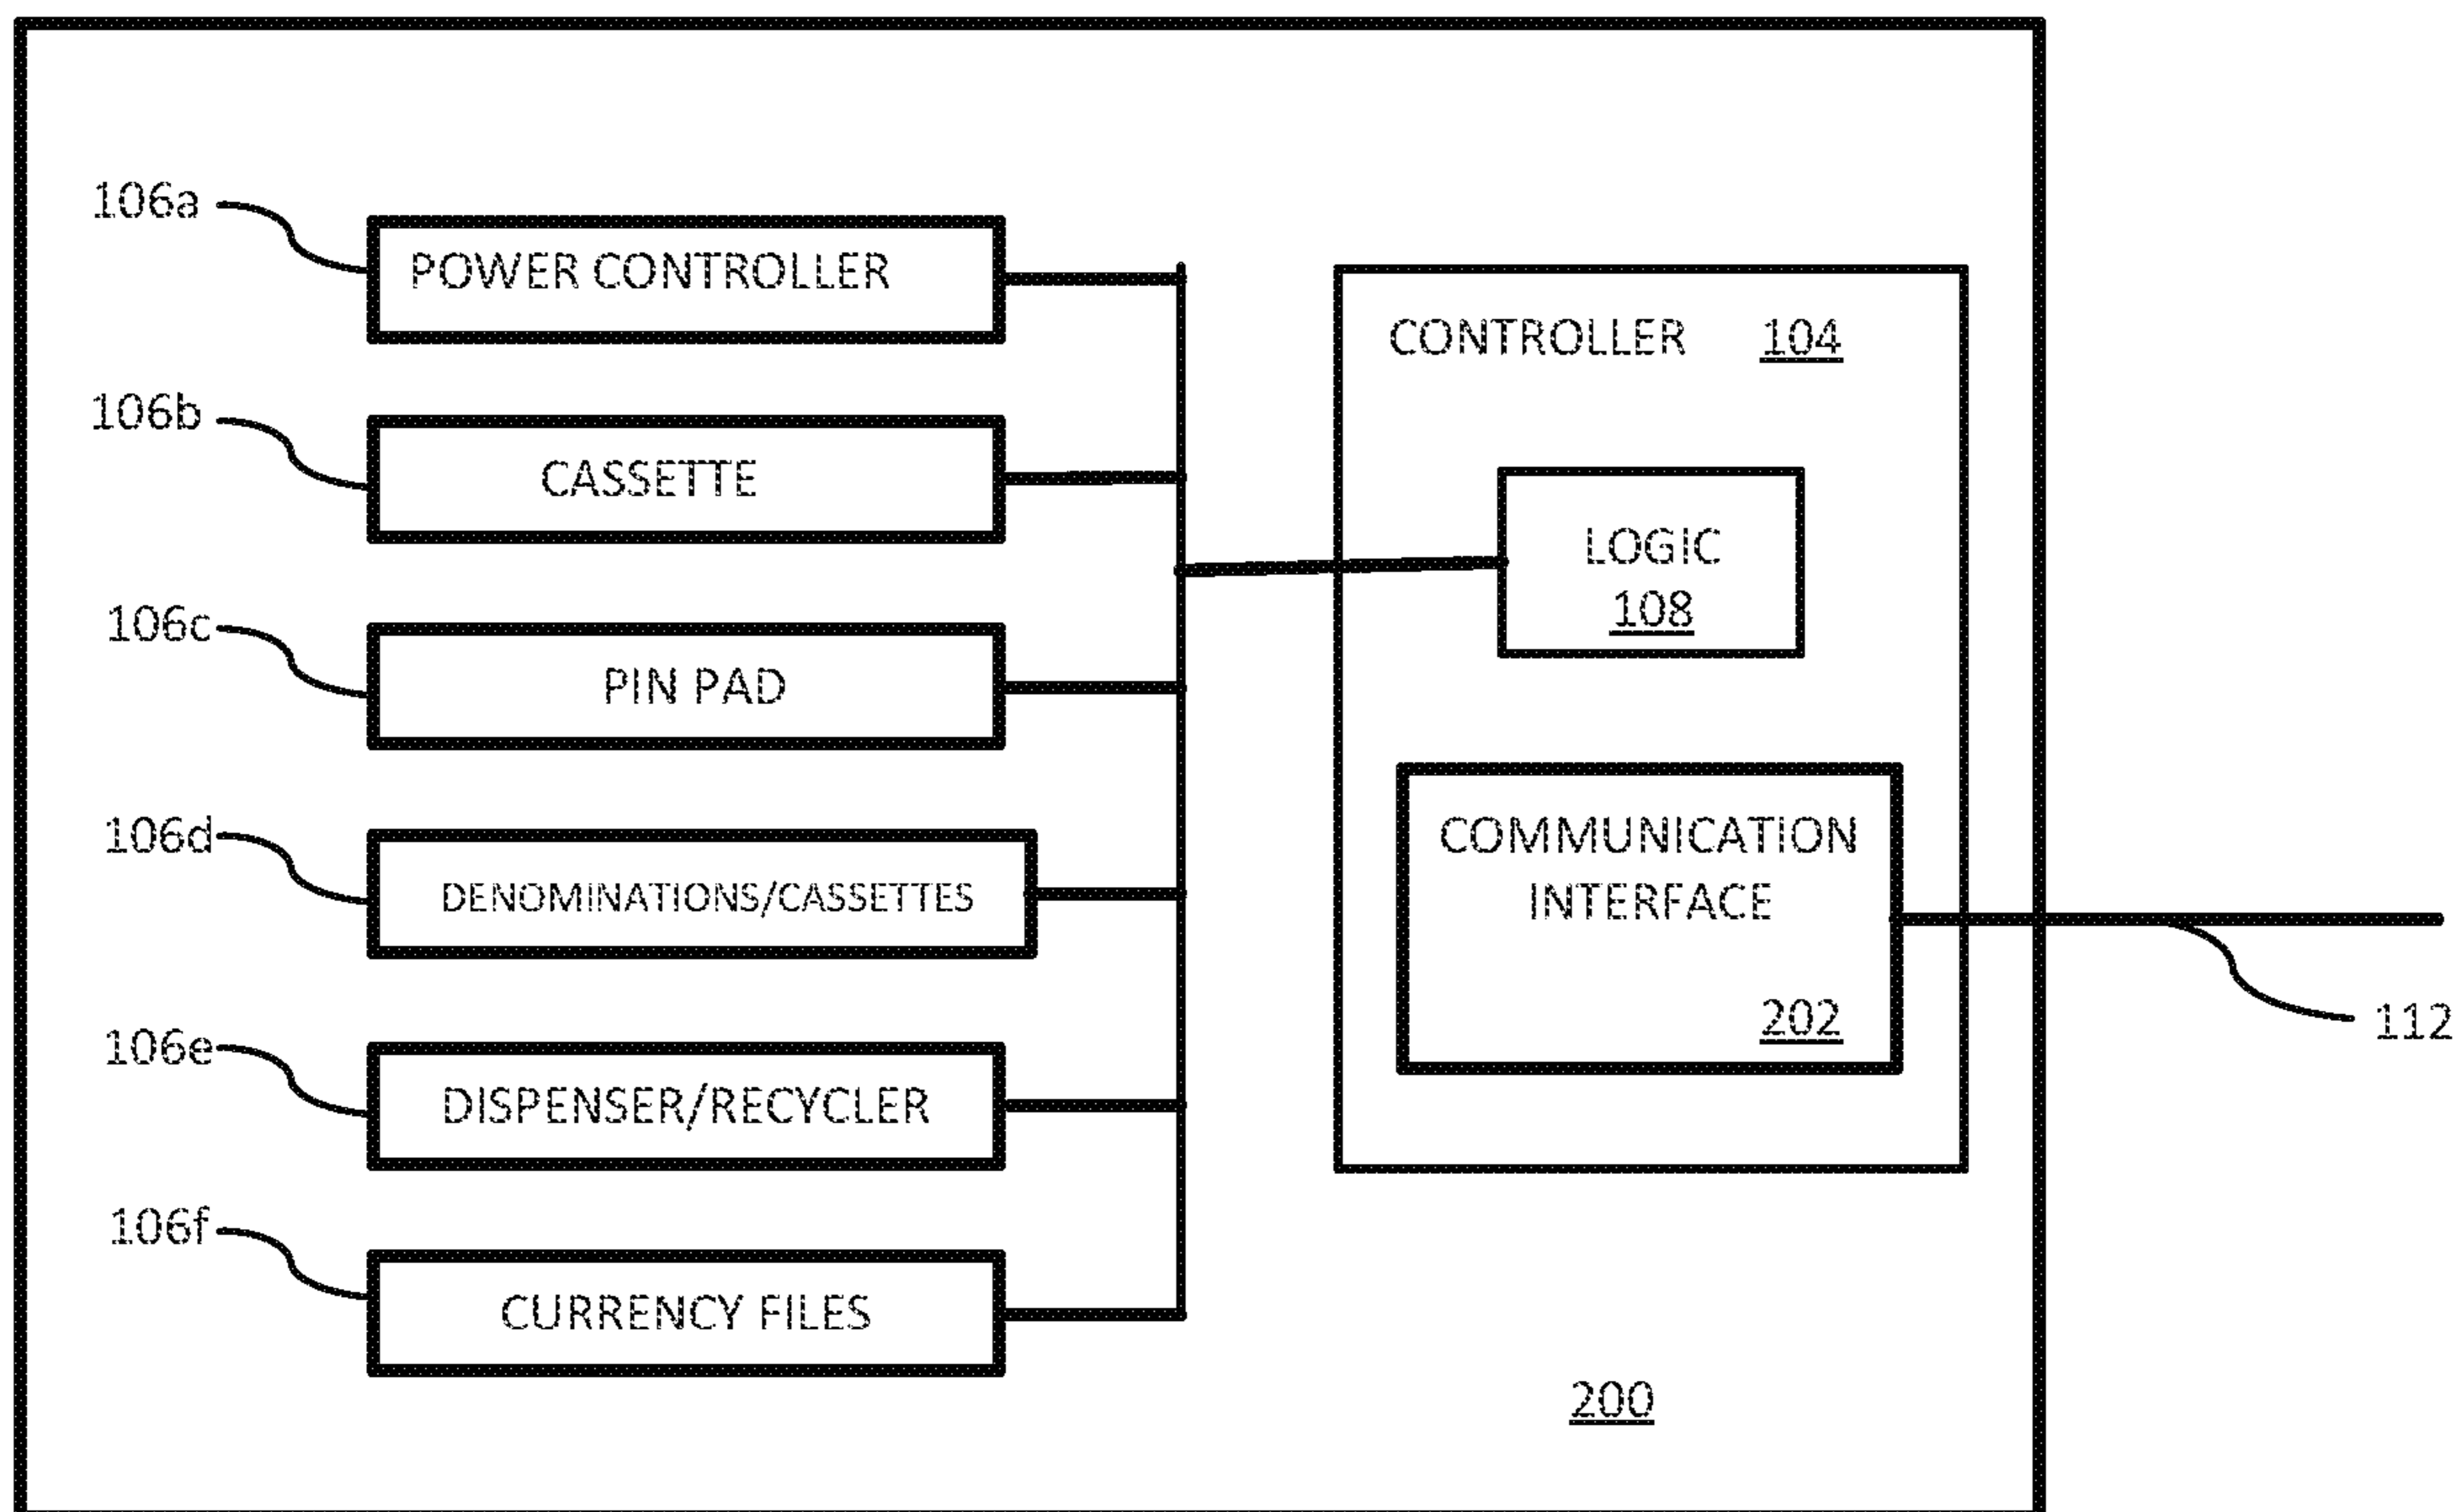 106a
POWER CONTROLLER
CONTROLLER 104
106b
CASSETTE
LOGIC
108
106c
PIN PAD
COMMUNICATION
INTERFACE
202
106d
DENOMINATIONS/CASSETTES
112
106e
DISPENSER/RECYCLER
106f
CURRENCY FILES
200